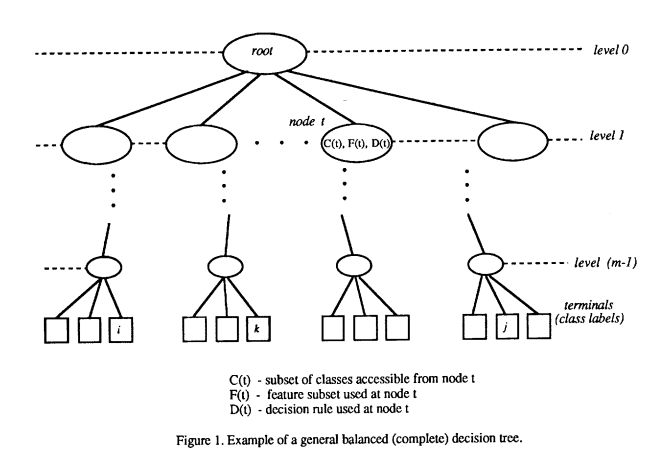 root
level 0
node t
C(t), F(t), D(t)
level 1
level (m-1)
terminals
(class labels)
i
k
j
C(t) - subset of classes accessible from node t
F(t) - feature subset used at node t
D(t) - decision rule used at node t
Figure 1. Example of a general balanced (complete) decision tree.